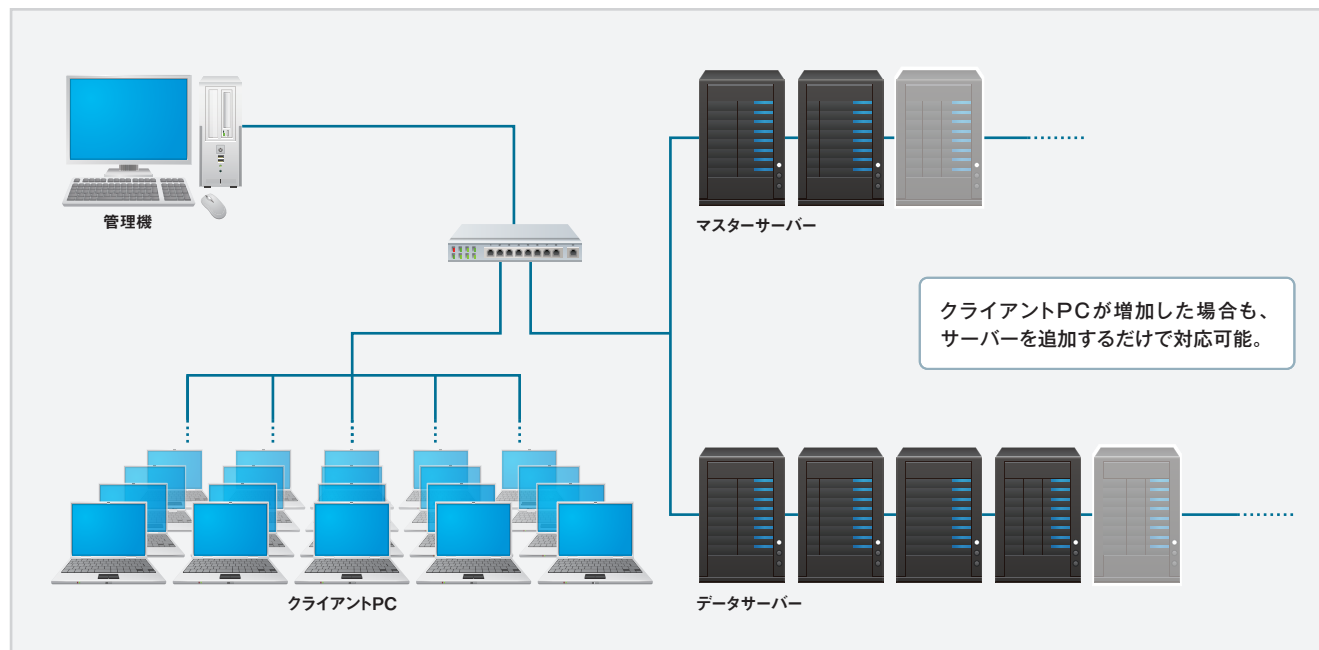 管理機
マスターサーバー
クライアントPCが増加した場合も、
サーバーを追加するだけで対応可能。
クライアントPC
データサーバー